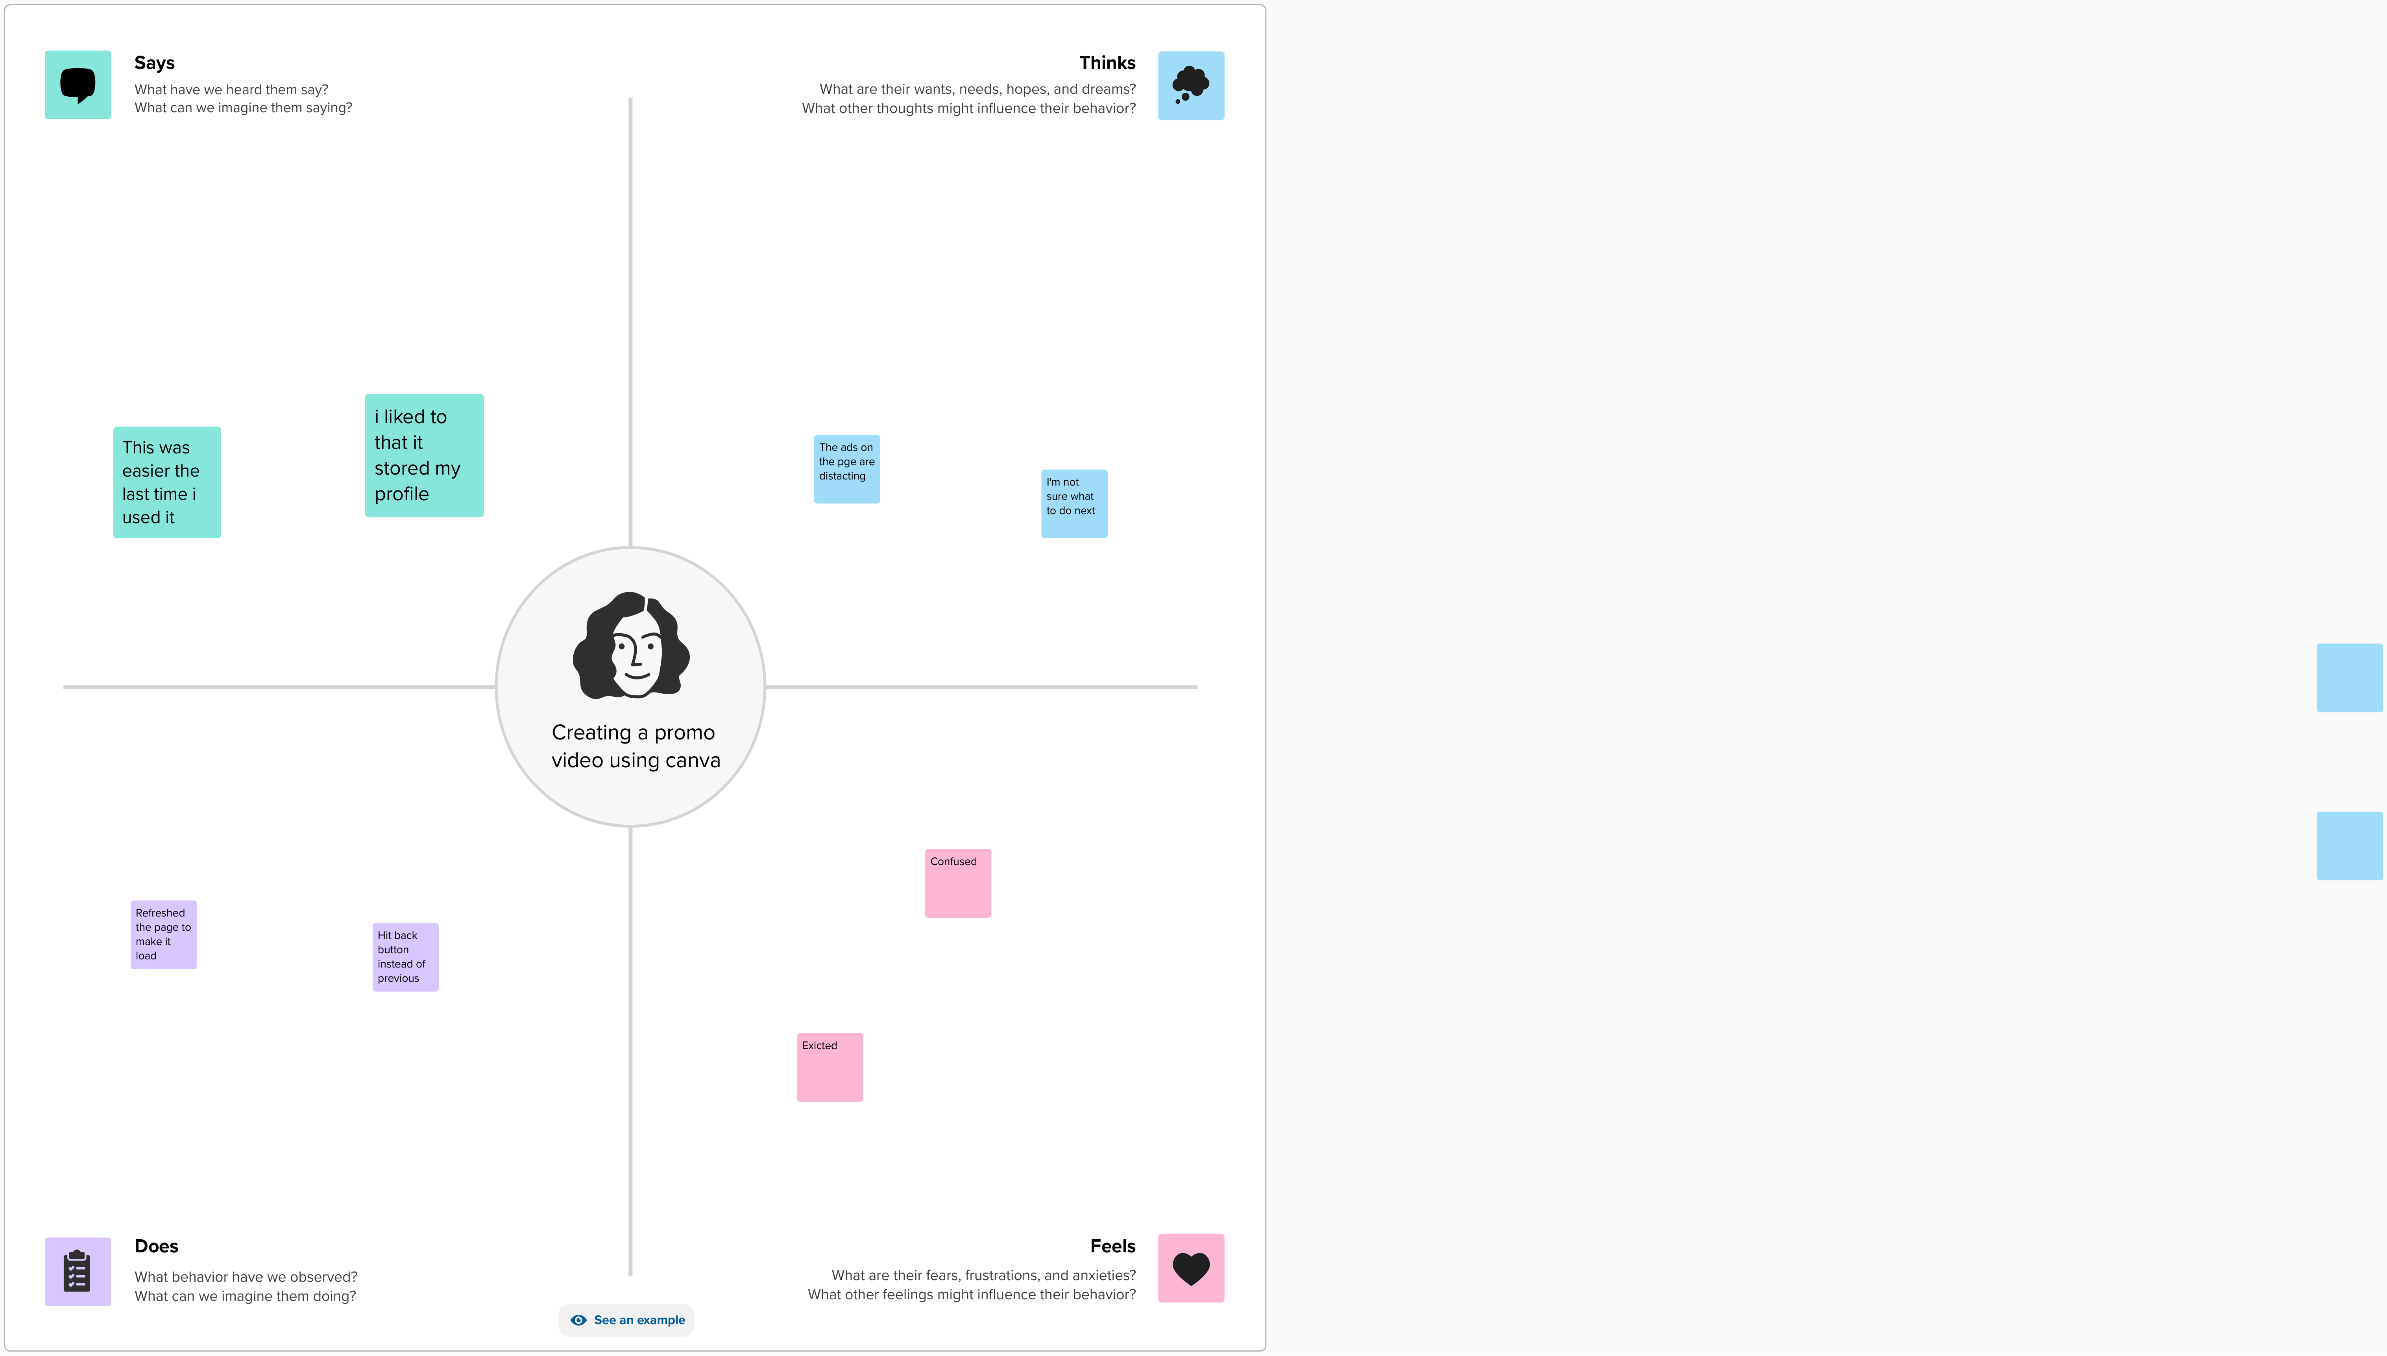 Says
What have we heard them say?
What can we imagine them saying?
Thinks
What are their wants, needs, hopes, and dreams?
What other thoughts might influence their behavior?
This was
easier the
last time i
used it
i liked to
that it
stored my
profile
The ads on
the pge are
distacting
I'm not
sure what
to do next
Creating a promo
video using canva
Refreshed
the page to
make it
load
Hit back
button
instead of
previous
Confused
Exicted
Does
What behavior have we observed?
What can we imagine them doing?
Feels
What are their fears, frustrations, and anxieties?
What other feelings might influence their behavior?
See an example